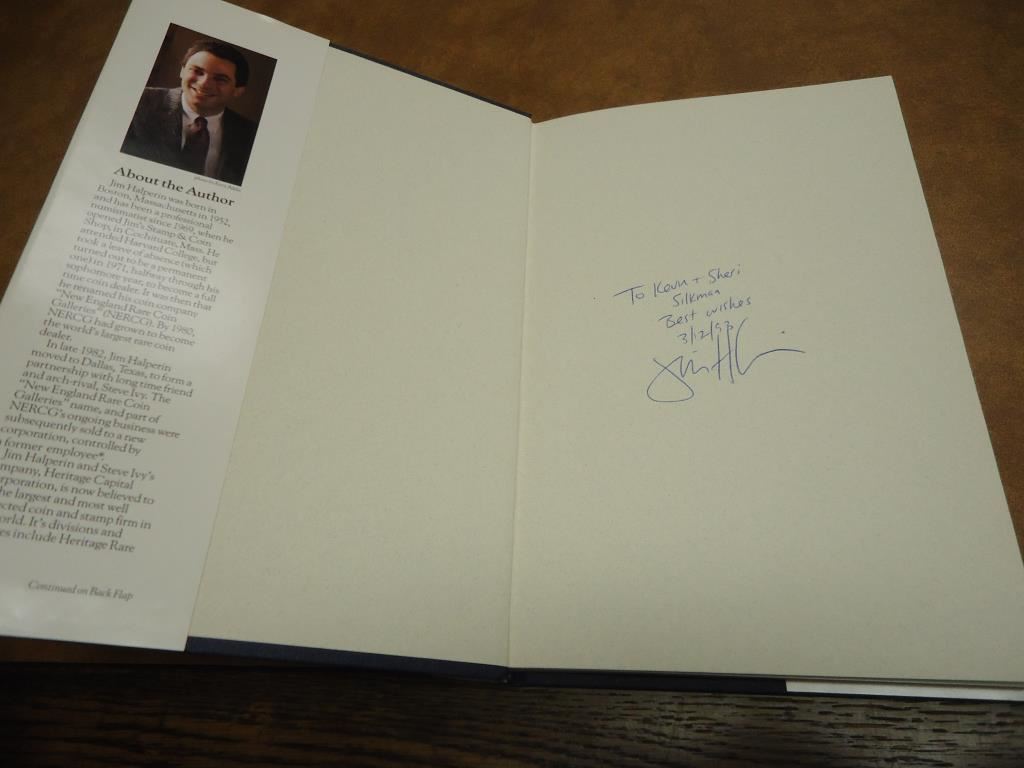 About the Author
Jim Halperin was born in
Boston, Massachusetts in 1952,
and has been a professional
numismatist since 1969, when he
opened Jim's Stamp & Coin
Shop, in Cochituate, Mass. He
attended Harvard College, but
took a leave of absence (which
turned out to be a permanent
one) in 1971, halfway through his
sophomore year, to become a full
time coin dealer. It was then that
he renamed his coin company
"New England Rare Coin
Galleries" (NERCG). By 1980,
NERCG had grown to become
the world's largest rare coin
dealer.
In late 1982, Jim Halperin
moved to Dallas, Texas, to form a
partnership with long time friend
and arch-rival, Steve Ivy. The
"New England Rare Coin
Galleries" name, and part of
NERCG's ongoing business were
subsequently sold to a new
corporation, controlled by
former employee*.
Jim Halperin and Steve Ivy's
mpany, Heritage Capital
rporation, is now believed to
he largest and most well
ected coin and stamp firm in
orld. It's divisions and
es include Heritage Rare
Continued on Back Flap
To Kevin + Sheri
Silkman
Best wishes